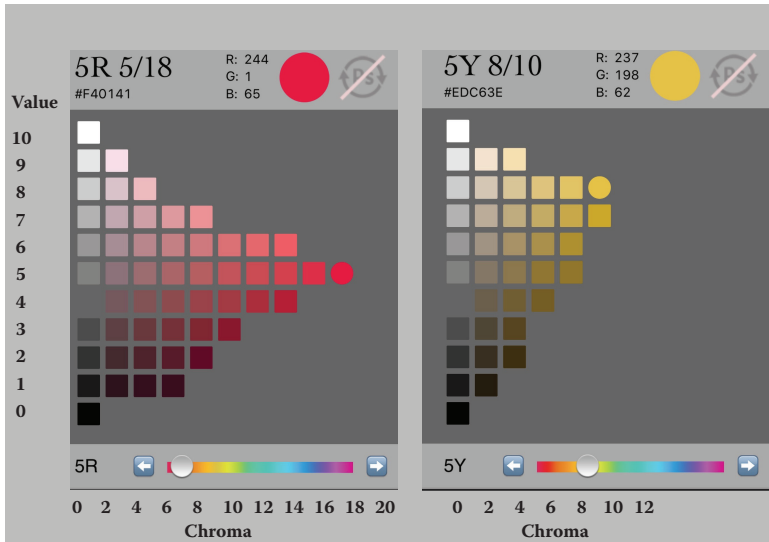 5R 5/18
#F40141
R: 244
G: 1
B: 65
PS
5Y 8/10
#EDC63E
R: 237
G: 198
B: 62
PS
Value
10
9
8
7
6
5
4
3
2
1
0
5R
5Y
0 2 4 6 8 10 12 14 16 18 20
Chroma
0 2 4 6 8 10 12
Chroma